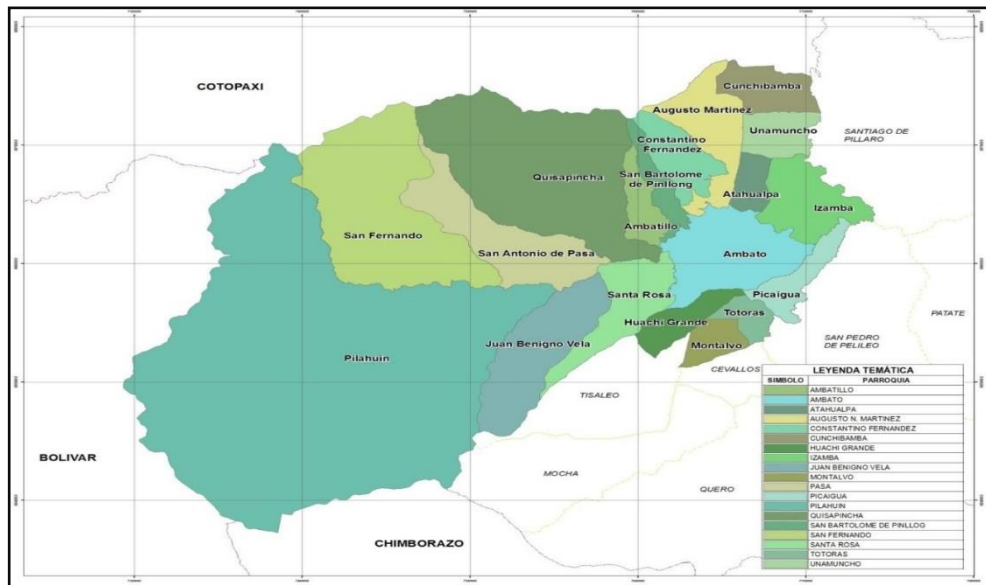 COTOPAXI
Cunchibamba
Augusto Martinez
Unamuncho
SANTIAGO DE
PILLARO
Constantino
Fernandez
Quisapincha
San Bartolome
de Pinllong
Atahualpa
Izamba
Ambatillo
San Fernando
San Antonio de Pasa
Ambato
Santa Rosa
Picaigua
Totoras
Huachi Grande
PATATE
Juan Benigno Vela
Montalvo
SAN PEDRO
DE PELILEO
Pilahuin
CEVALLOS
TISALEO
BOLIVAR
MOCHA
QUERO
CHIMBORAZO
LEYENDA TEMÁTICA
SIMBOLO PARROQUIA
AMBATILLO
AMBATO
ATAHUALPA
AUGUSTO N. MARTINEZ
CONSTANTINO FERNANDEZ
CUNCHIBAMBA
HUACHI GRANDE
IZAMBA
JUAN BENIGNO VELA
MONTALVO
PASA
PICAIGUA
PILAHUIN
QUISAPINCHA
SAN BARTOLOME DE PINLLOG
SAN FERNANDO
SANTA ROSA
TOTORAS
UNAMUNCHO